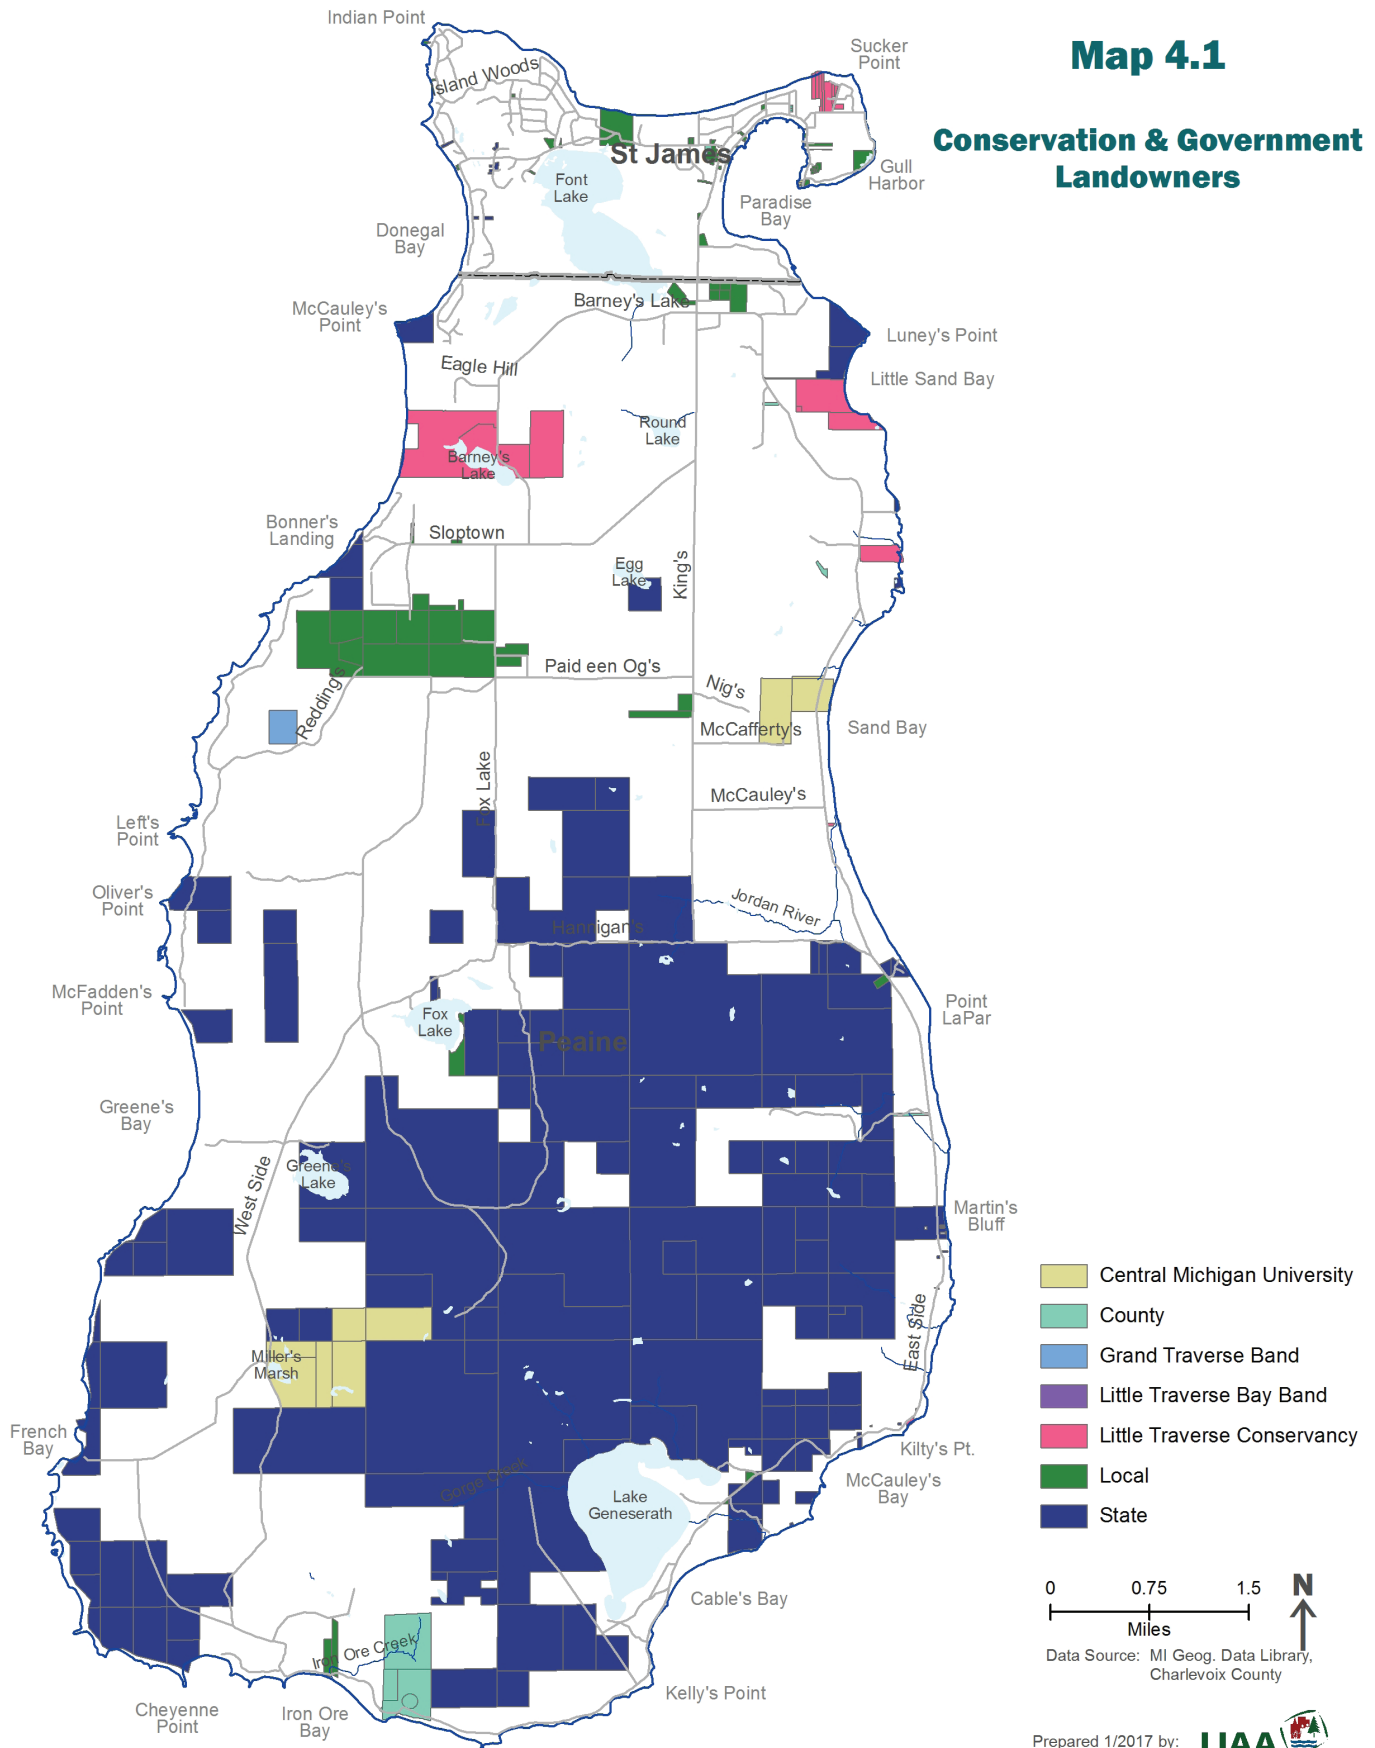 Indian Point
Map 4.1
Sucker
Point
Island Woods
Conservation & Government
Landowners
St James
Gull
Harbor
Font
Lake
Paradise
Bay
Donegal
Bay
Barney's Lake
McCauley's
Point
Luney's Point
Eagle Hill
Little Sand Bay
Round
Lake
Barney's
Lake
Bonner's
Landing
Sloptown
Egg
Lake
King's
Paid een Og's
Nig's
Redding's
McCafferty's
Sand Bay
Fox Lake
McCauley's
Left's
Point
Oliver's
Point
Jordan River
Hannigan's
McFadden's
Point
Point
LaPar
Fox
Lake
Peaine
Greene's
Bay
Greene's
Lake
West Side
Martin's
Bluff
Central Michigan University
County
East Side
Grand Traverse Band
Miller's
Marsh
Little Traverse Bay Band
Little Traverse Conservancy
French
Bay
Kilty's Pt.
Local
McCauley's
Bay
Gorge Creek
Lake
Geneserath
State
0 0.75 1.5
N
Miles
Cable's Bay
Iron Ore Creek
Data Source: MI Geog. Data Library,
Charlevoix County
Kelly's Point
Cheyenne
Point
Iron Ore
Bay
Prepared 1/2017 by:
UAA